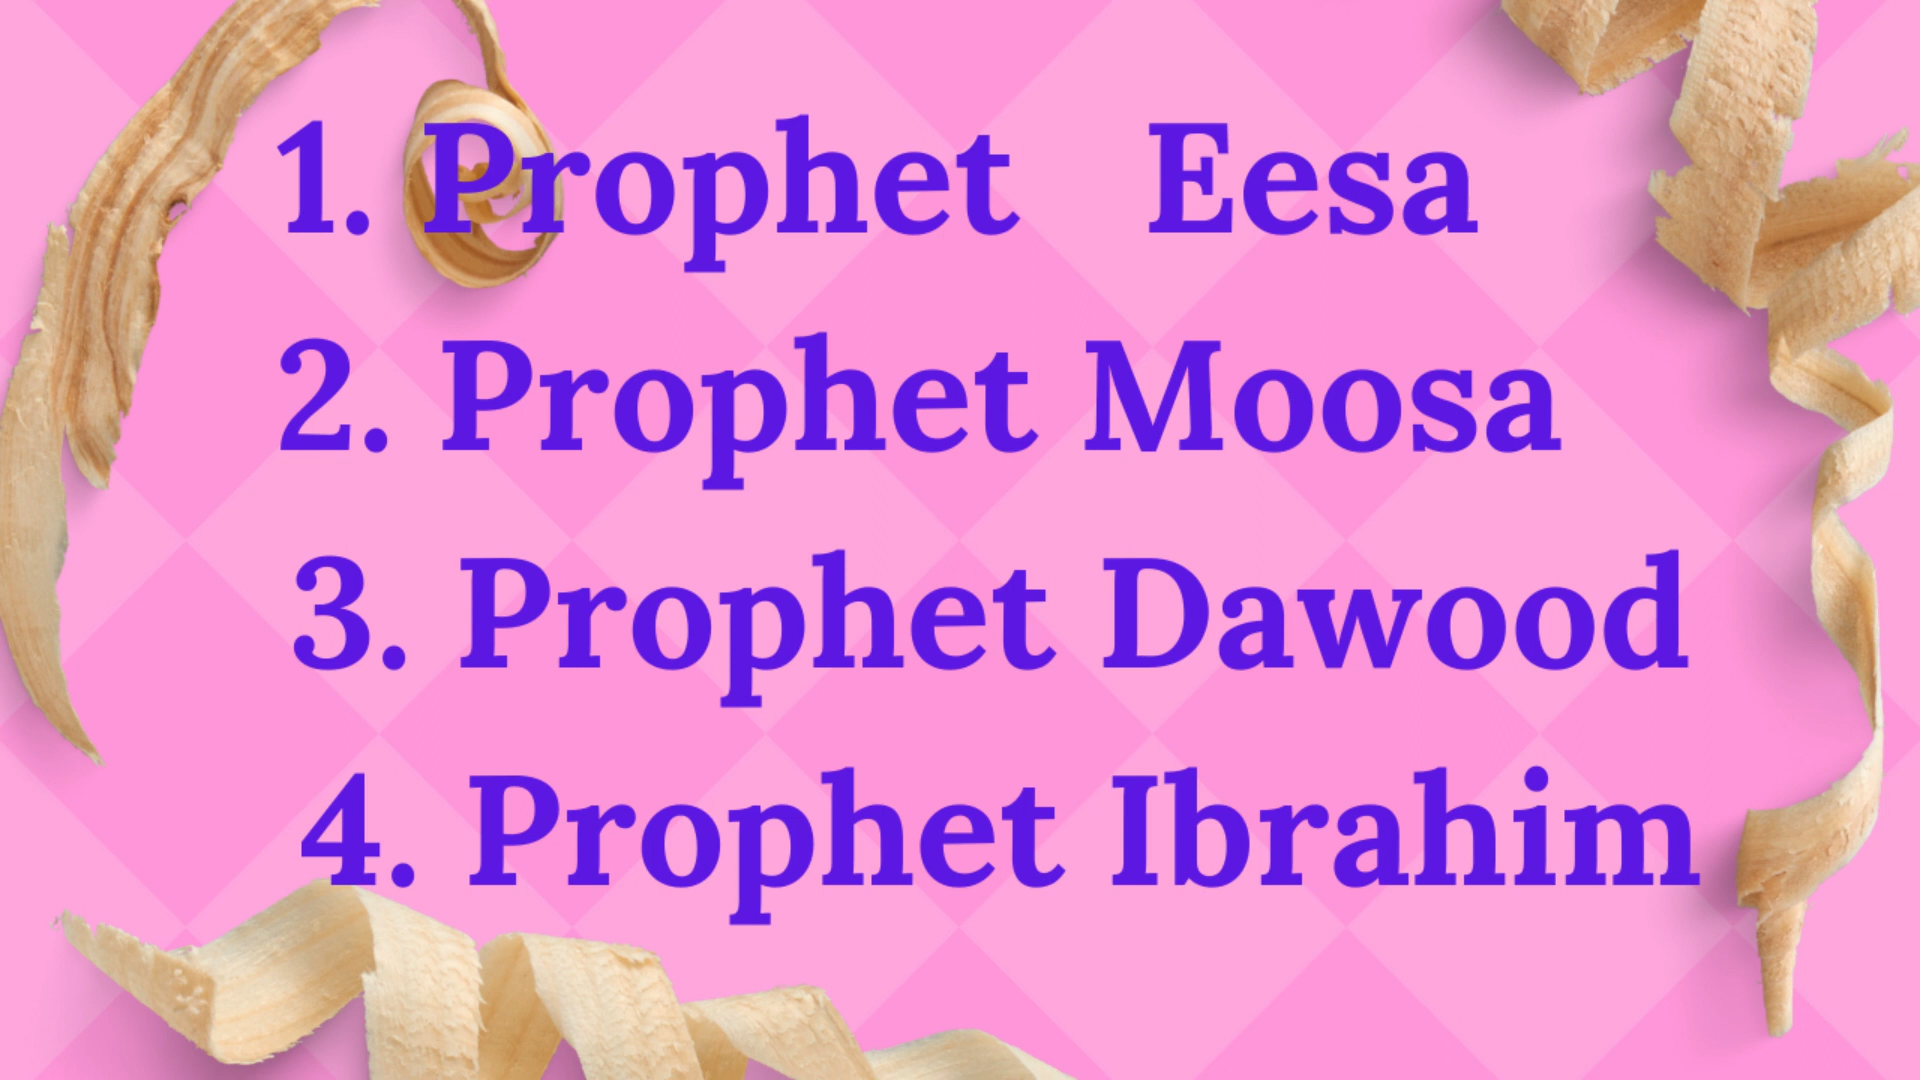 1. Prophet Eesa
2. Prophet Moosa
3. Prophet Dawood
4. Prophet Ibrahim